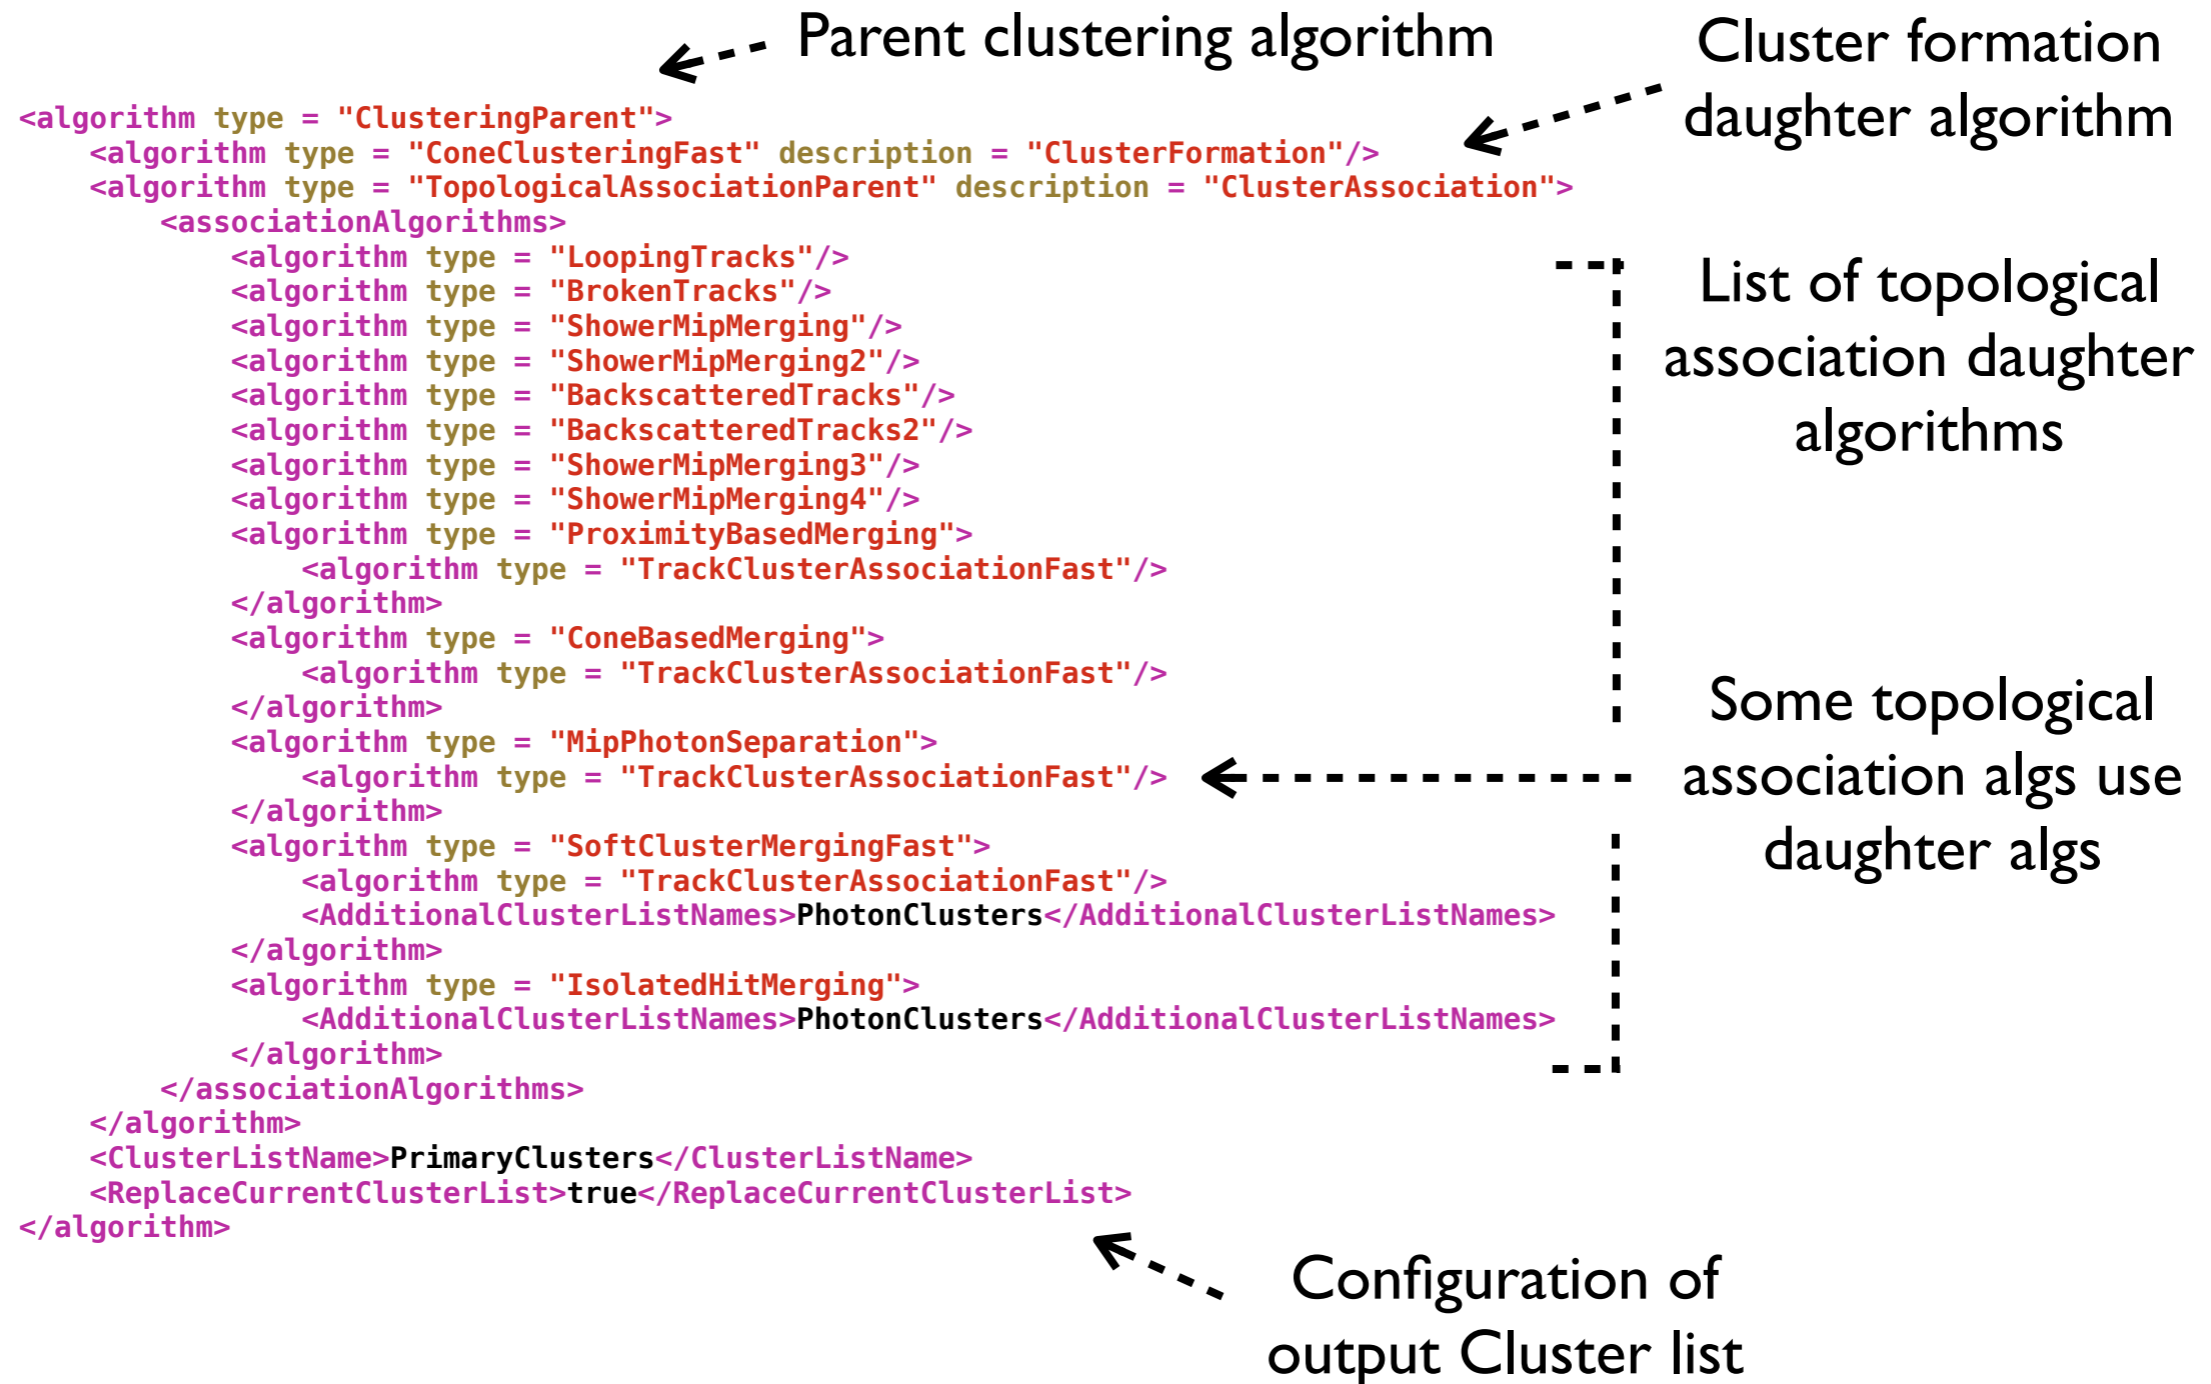 Parent clustering algorithm
Cluster formation
daughter algorithm
<algorithm type = "ClusteringParent">
    <algorithm type = "ConeClusteringFast" description = "ClusterFormation"/>
    <algorithm type = "TopologicalAssociationParent" description = "ClusterAssociation">
        <associationAlgorithms>
            <algorithm type = "LoopingTracks"/>
            <algorithm type = "BrokenTracks"/>
            <algorithm type = "ShowerMipMerging"/>
            <algorithm type = "ShowerMipMerging2"/>
            <algorithm type = "BackscatteredTracks"/>
            <algorithm type = "BackscatteredTracks2"/>
            <algorithm type = "ShowerMipMerging3"/>
            <algorithm type = "ShowerMipMerging4"/>
            <algorithm type = "ProximityBasedMerging">
                <algorithm type = "TrackClusterAssociationFast"/>
            </algorithm>
            <algorithm type = "ConeBasedMerging">
                <algorithm type = "TrackClusterAssociationFast"/>
            </algorithm>
            <algorithm type = "MipPhotonSeparation">
                <algorithm type = "TrackClusterAssociationFast"/>
            </algorithm>
            <algorithm type = "SoftClusterMergingFast">
                <algorithm type = "TrackClusterAssociationFast"/>
                <AdditionalClusterListNames>PhotonClusters</AdditionalClusterListNames>
            </algorithm>
            <algorithm type = "IsolatedHitMerging">
                <AdditionalClusterListNames>PhotonClusters</AdditionalClusterListNames>
            </algorithm>
        </associationAlgorithms>
    </algorithm>
    <ClusterListName>PrimaryClusters</ClusterListName>
    <ReplaceCurrentClusterList>true</ReplaceCurrentClusterList>
</algorithm>
List of topological
association daughter
algorithms
Some topological
association algs use
daughter algs
Configuration of
output Cluster list